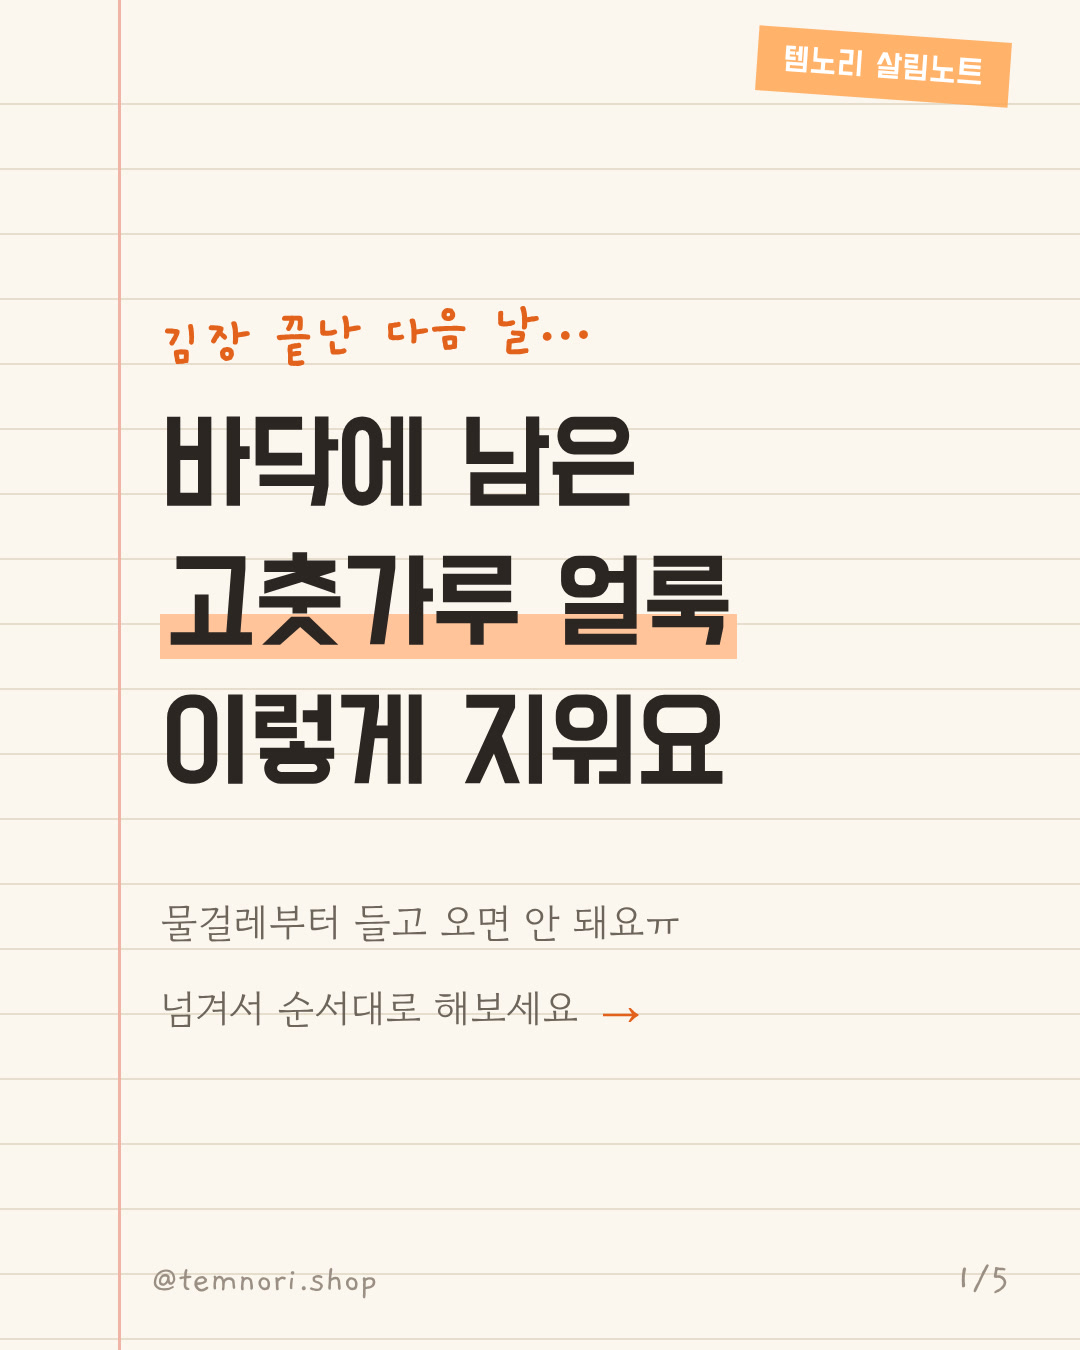 템노리 살림노트
김장 끝난 다음 날...
바닥에 남은
고춧가루 얼룩
이렇게 지워요
물걸레부터 들고 오면 안 돼요ㅠ
넘겨서 순서대로 해보세요 →
@temnori.shop
1/5